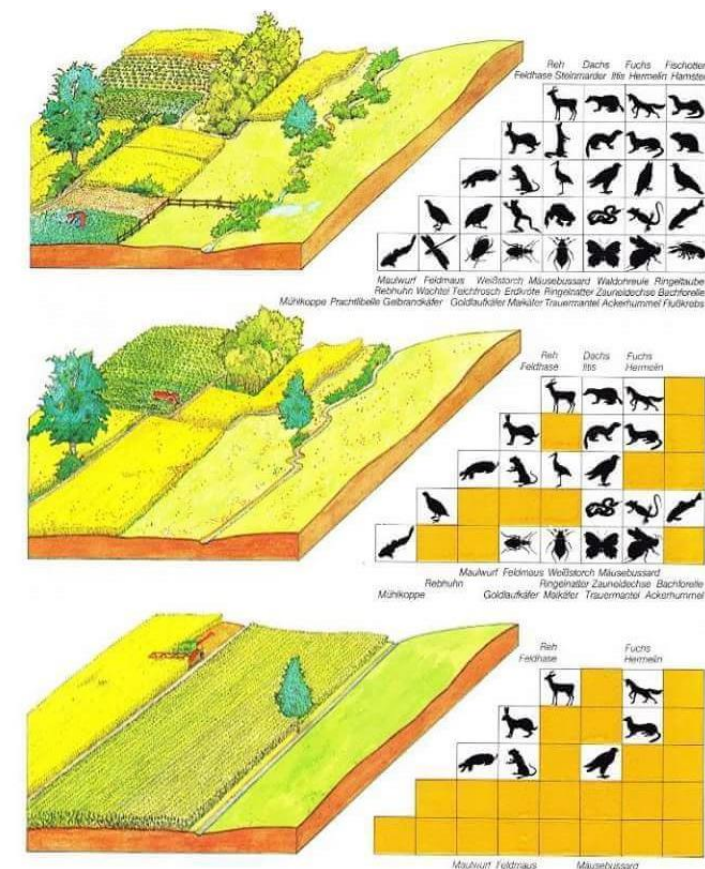 Reh Dachs Fuchs Fischotter
Feldhase Steinmarder Iltis Hermelin Hamster
Maulwurf Feldmaus Weißstorch Mäusebussard Waldohreule Ringeltaube
Rebhuhn Wachtel Teichfrosch Erdkröte Ringelnatter Zauneidechse Bachforelle
Mühlkoppe Prachtlibelle Gelbrandkäfer Goldlaufkäfer Maikäfer Trauermantel Ackerhummel Flußkrebs
Reh Dachs Fuchs
Feldhase Iltis Hermelin
Maulwurf Feldmaus Weißstorch Mäusebussard
Rebhuhn Ringelnatter Zauneidechse Bachforelle
Mühlkoppe Goldlaufkäfer Maikäfer Trauermantel Ackerhummel
Reh Fuchs
Feldhase Hermelin
Maulwurf Feldmaus Mäusebussard